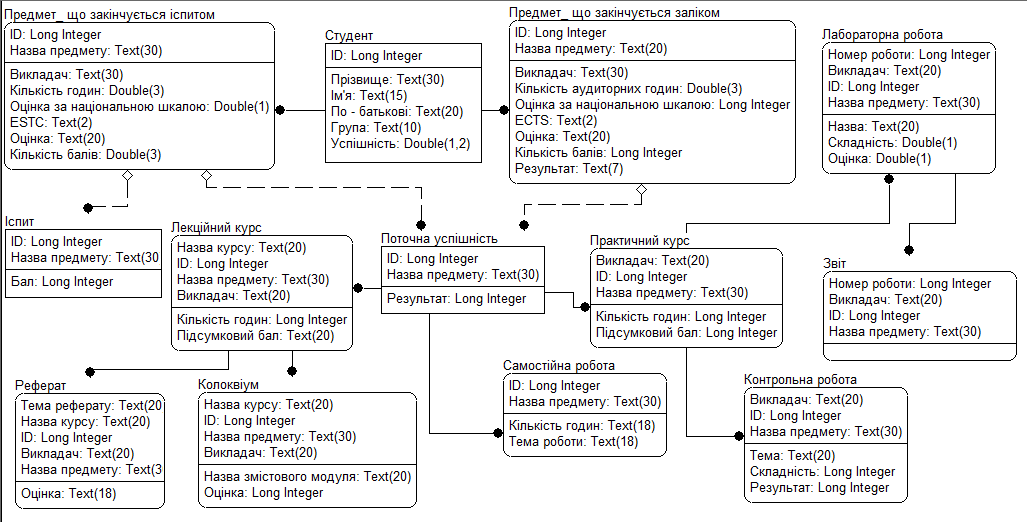 Предмет_ що закінчується іспитом
ID: Long Integer
Назва предмету: Text(30)
Викладач: Text(30)
Кількість годин: Double(3)
Оцінка за національною шкалою: Double(1)
ESTC: Text(2)
Оцінка: Text(20)
Кількість балів: Double(3)
Студент
ID: Long Integer
Прізвище: Text(30)
Ім'я: Text(15)
По - батькові: Text(20)
Група: Text(10)
Успішність: Double(1,2)
Предмет_ що закінчується заліком
ID: Long Integer
Назва предмету: Text(20)
Викладач: Text(30)
Кількість аудиторних годин: Double(3)
Оцінка за національною шкалою: Long Integer
ECTS: Text(2)
Оцінка: Text(20)
Кількість балів: Long Integer
Результат: Text(7)
Лабораторна робота
Номер роботи: Long Integer
Викладач: Text(20)
ID: Long Integer
Назва предмету: Text(30)
Назва: Text(20)
Складність: Double(1)
Оцінка: Double(1)
Іспит
ID: Long Integer
Назва предмету: Text(30
Бал: Long Integer
Лекційний курс
Назва курсу: Text(20)
ID: Long Integer
Назва предмету: Text(30)
Викладач: Text(20)
Кількість годин: Long Integer
Підсумковий бал: Text(20)
Поточна успішність
ID: Long Integer
Назва предмету: Text(30)
Результат: Long Integer
Практичний курс
Викладач: Text(20)
ID: Long Integer
Назва предмету: Text(30)
Кількість годин: Long Integer
Підсумковий бал: Long Integer
Звіт
Номер роботи: Long Integer
Викладач: Text(20)
ID: Long Integer
Назва предмету: Text(30)
Реферат
Тема реферату: Text(20
Назва курсу: Text(20)
ID: Long Integer
Викладач: Text(20)
Назва предмету: Text(3
Оцінка: Text(18)
Колоквіум
Назва курсу: Text(20)
ID: Long Integer
Назва предмету: Text(30)
Викладач: Text(20)
Назва змістового модуля: Text(20)
Оцінка: Long Integer
Самостійна робота
ID: Long Integer
Назва предмету: Text(30)
Кількість годин: Text(18)
Тема роботи: Text(18)
Контрольна робота
Викладач: Text(20)
ID: Long Integer
Назва предмету: Text(30)
Тема: Text(20)
Складність: Long Integer
Результат: Long Integer